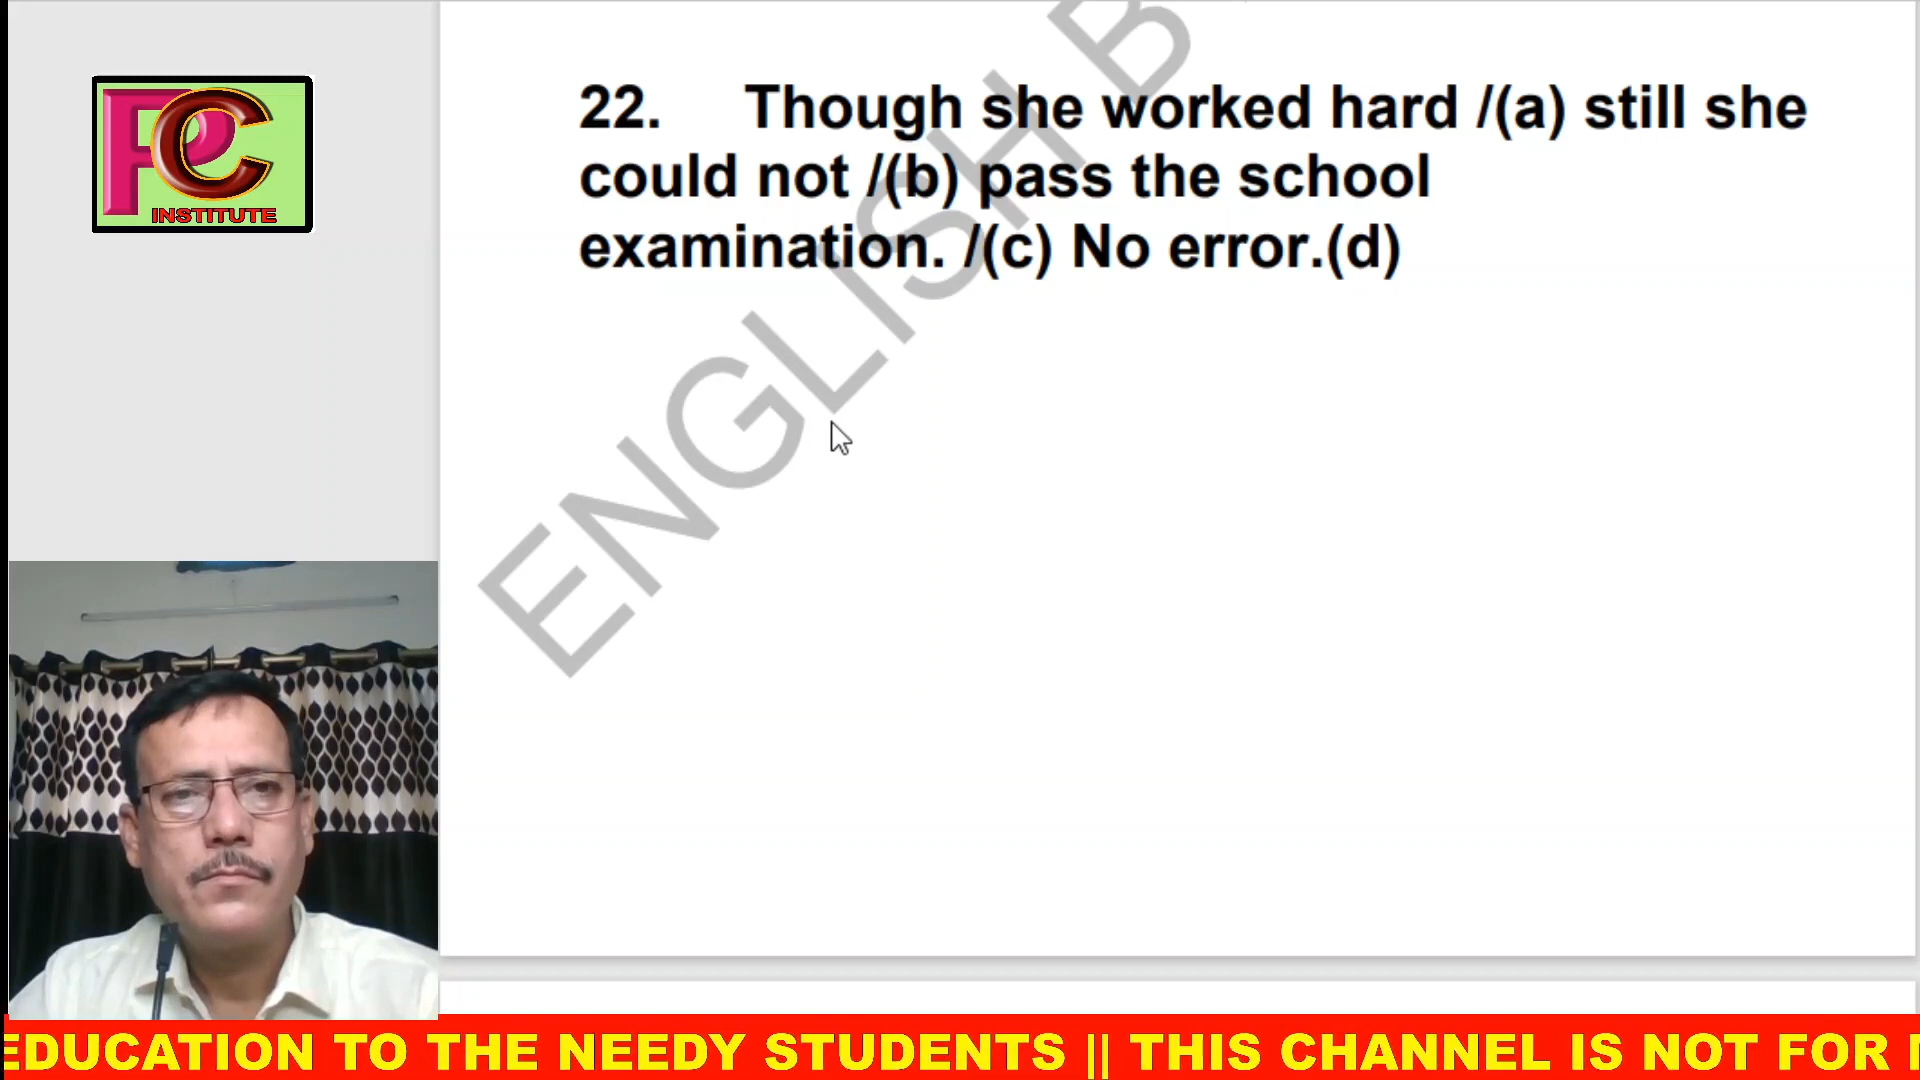 PC
INSTITUTE
22. Though she worked hard /(a) still she
could not /(b) pass the school
examination. /(c) No error.(d)
ENGLISH B
EDUCATION TO THE NEEDY STUDENTS || THIS CHANNEL IS NOT FOR